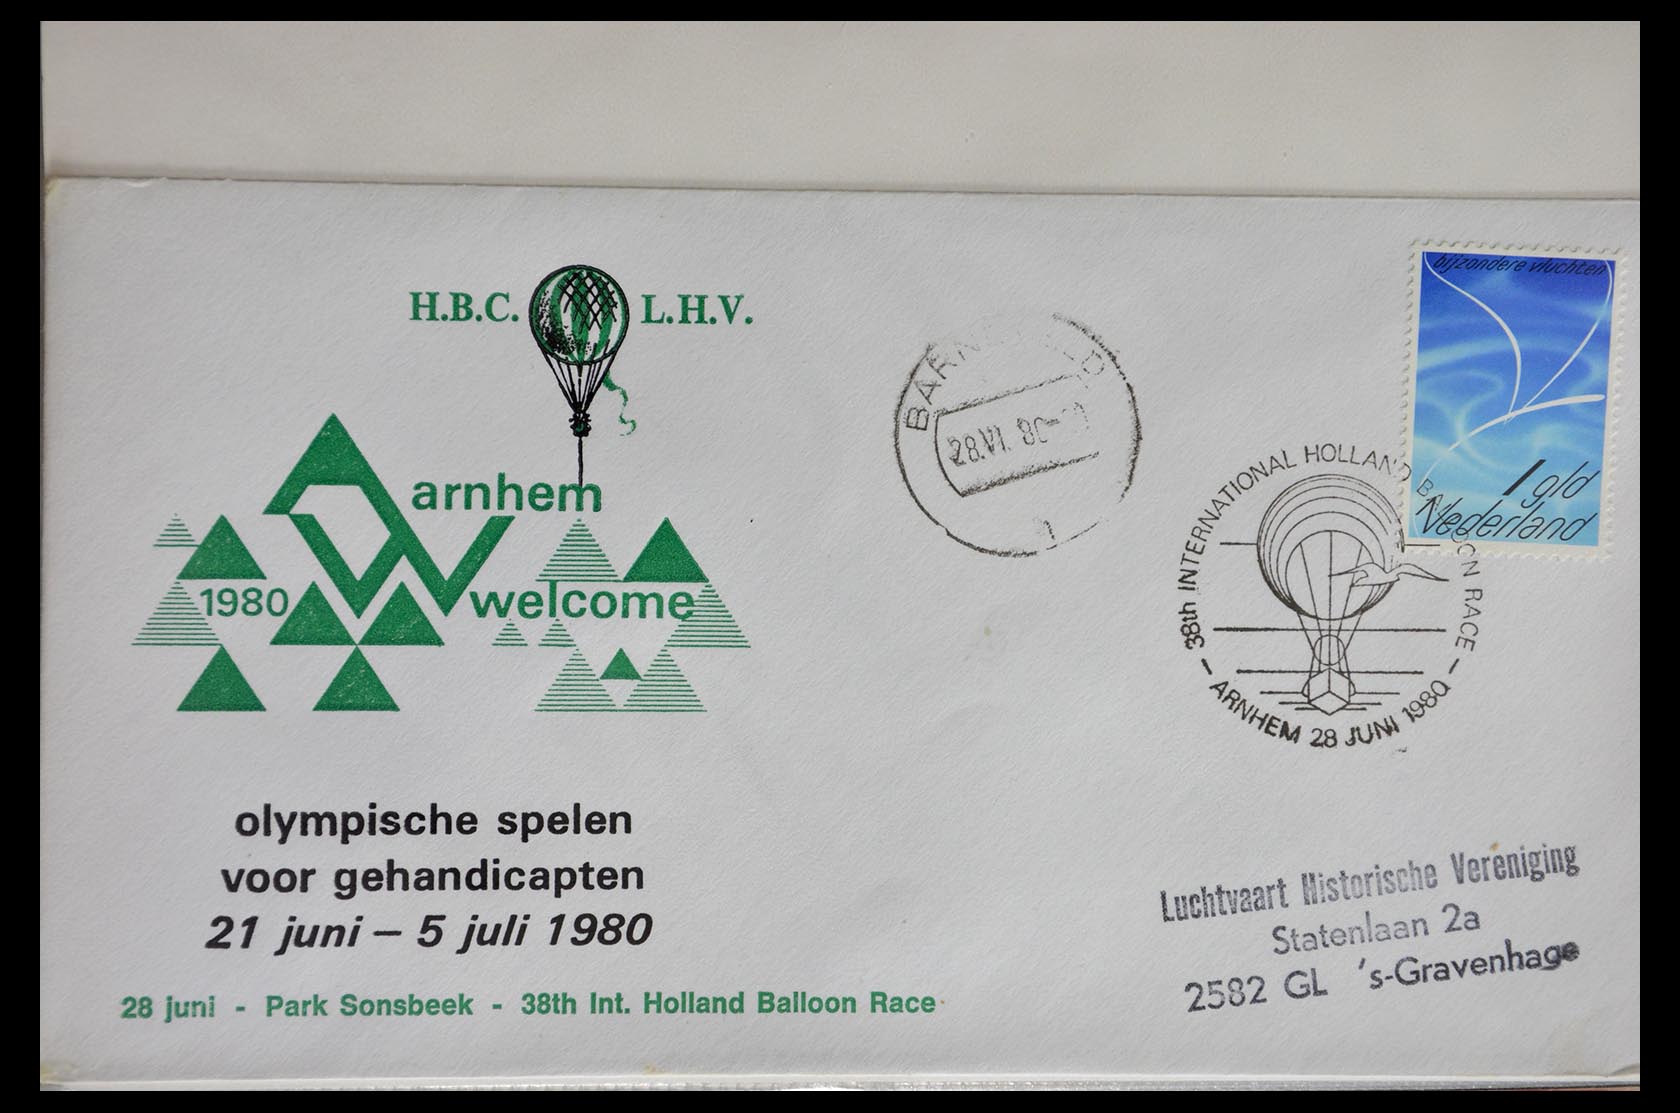 H.B.C. L.H.V.
arnhem
1980 welcome
olympische spelen
voor gehandicapten
21 juni – 5 juli 1980
28 juni - Park Sonsbeek - 38th Int. Holland Balloon Race
28.VI.80
bijzondere vluchten
1 gld
Nederland
38th INTERNATIONAL HOLLAND BALLOON RACE
– ARNHEM 28 JUNI 1980 –
Luchtvaart Historische Vereniging
Statenlaan 2a
2582 GL 's-Gravenhage